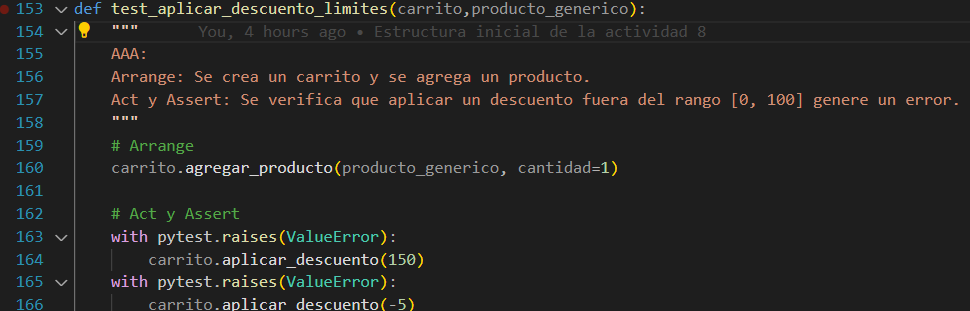 153 def test_aplicar_descuento_limites(carrito,producto_generico):
154 """ You, 4 hours ago • Estructura inicial de la actividad 8
155 AAA:
156 Arrange: Se crea un carrito y se agrega un producto.
157 Act y Assert: Se verifica que aplicar un descuento fuera del rango [0, 100] genere un error.
158 """
159 # Arrange
160 carrito.agregar_producto(producto_generico, cantidad=1)
161
162 # Act y Assert
163 with pytest.raises(ValueError):
164 carrito.aplicar_descuento(150)
165 with pytest.raises(ValueError):
166 carrito.aplicar_descuento(-5)